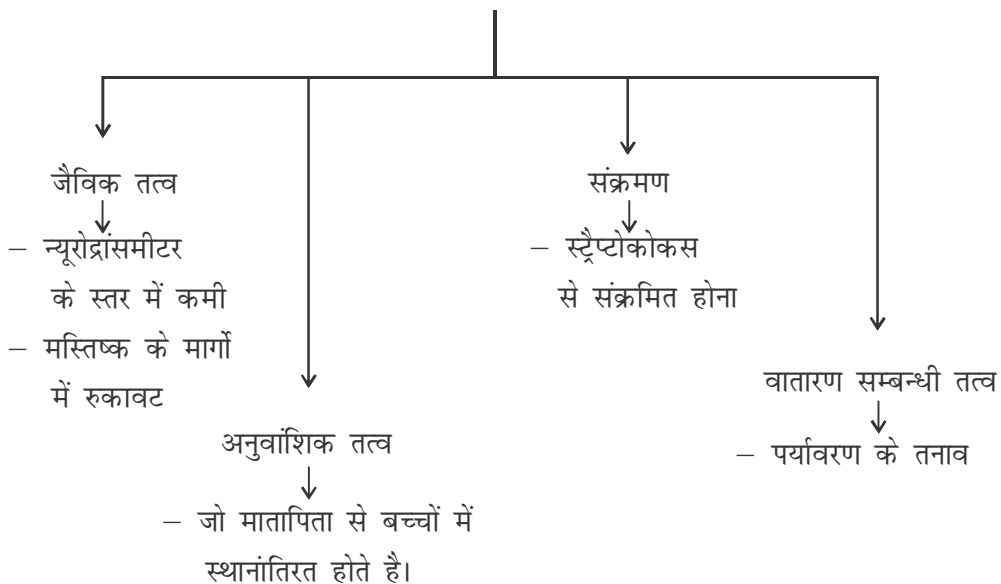 जैविक तत्व
– न्यूरोद्रांसमीटर
के स्तर में कमी
– मस्तिष्क के मार्गो
में रुकावट
अनुवांशिक तत्व
– जो मातापिता से बच्चों में
स्थानांतिरत होते है।
संक्रमण
– स्ट्रैप्टोकोकस
से संक्रमित होना
वातारण सम्बन्धी तत्व
– पर्यावरण के तनाव